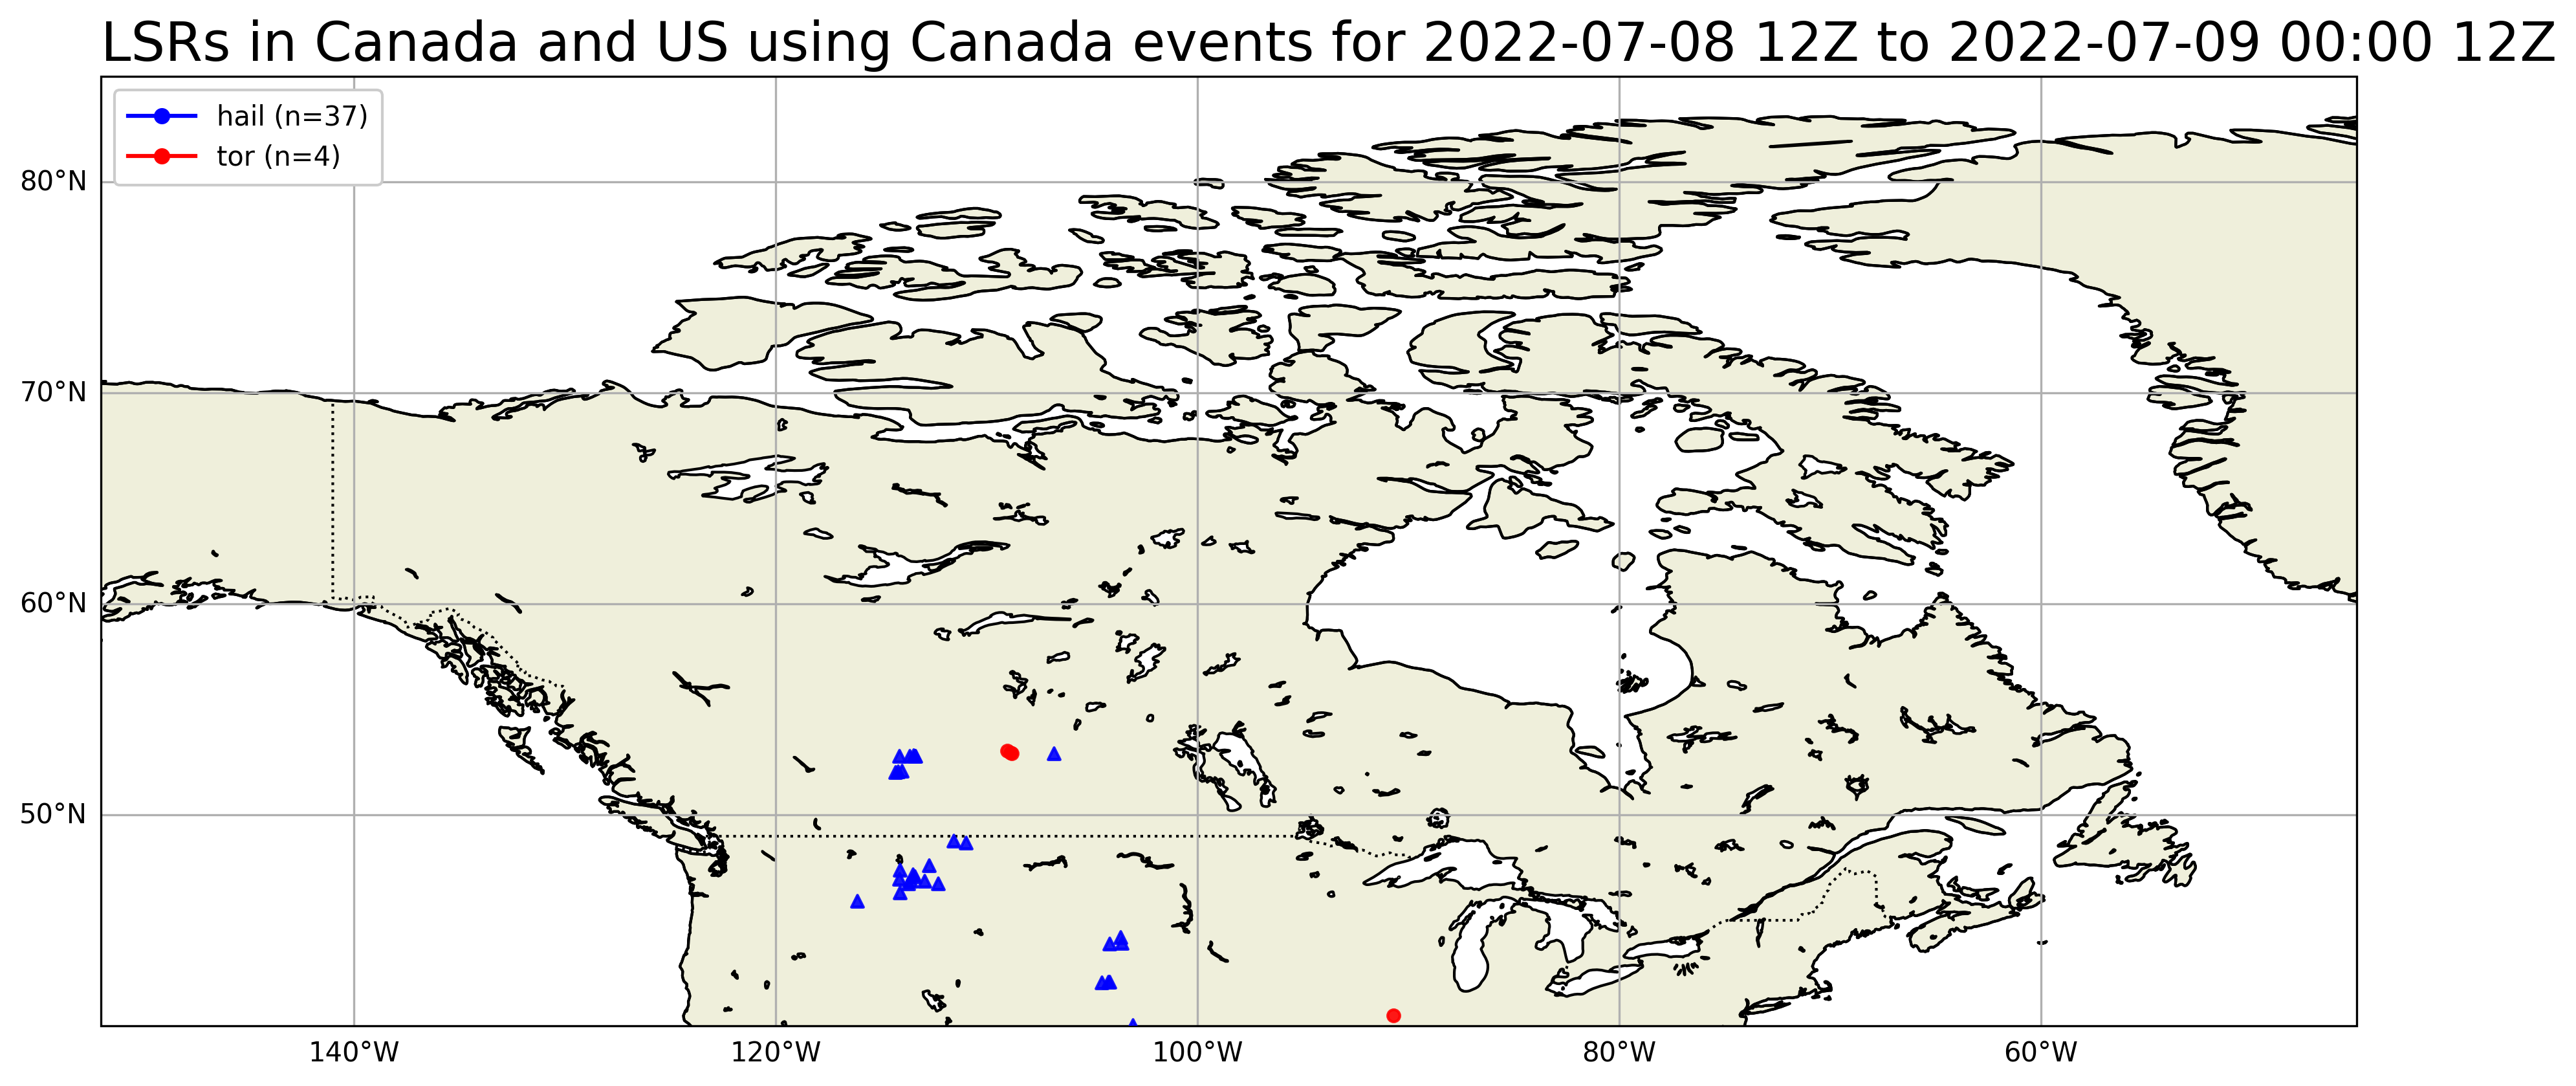 LSRs in Canada and US using Canada events for 2022-07-08 12Z to 2022-07-09 00:00 12Z
hail (n=37)
tor (n=4)
80°N
70°N
60°N
50°N
140°W 120°W 100°W 80°W 60°W